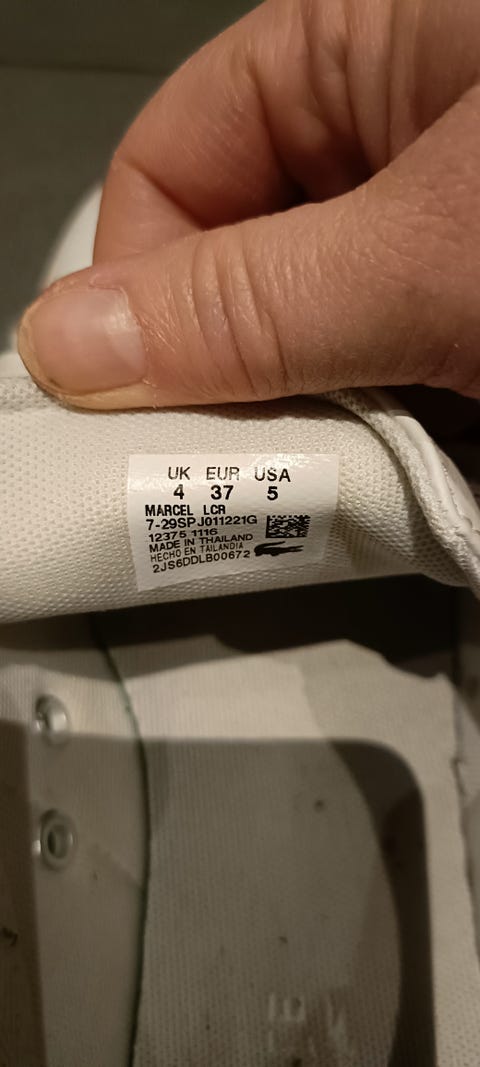 UK EUR USA
4 37 5
MARCEL LCR
7-29SPJ011221G
12375 1116
MADE IN THAILAND
HECHO EN TAILANDIA
2JS6DDLB00672